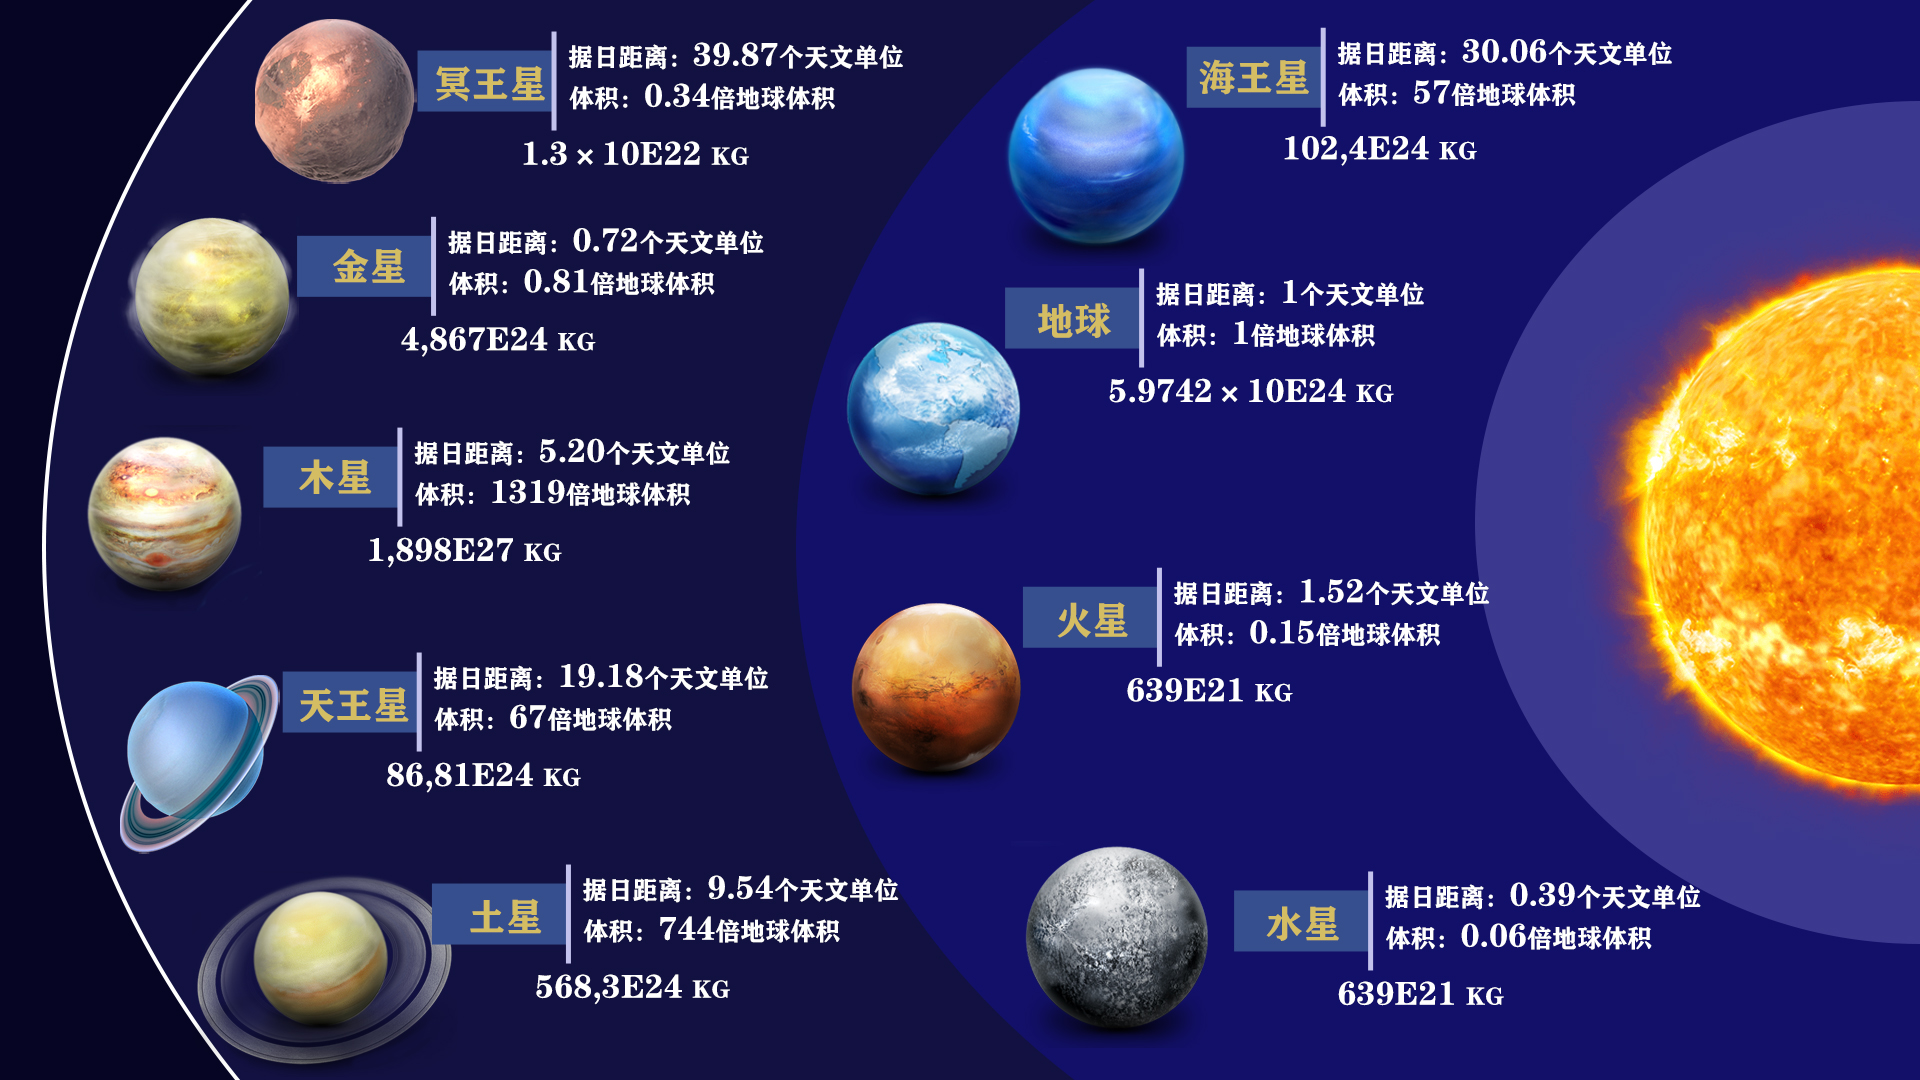 冥王星
据日距离：39.87个天文单位
体积：0.34倍地球体积
1.3 × 10E22 KG
金星
据日距离：0.72个天文单位
体积：0.81倍地球体积
4,867E24 KG
木星
据日距离：5.20个天文单位
体积：1319倍地球体积
1,898E27 KG
天王星
据日距离：19.18个天文单位
体积：67倍地球体积
86,81E24 KG
土星
据日距离：9.54个天文单位
体积：744倍地球体积
568,3E24 KG
海王星
据日距离：30.06个天文单位
体积：57倍地球体积
102,4E24 KG
地球
据日距离：1个天文单位
体积：1倍地球体积
5.9742 × 10E24 KG
火星
据日距离：1.52个天文单位
体积：0.15倍地球体积
639E21 KG
水星
据日距离：0.39个天文单位
体积：0.06倍地球体积
639E21 KG